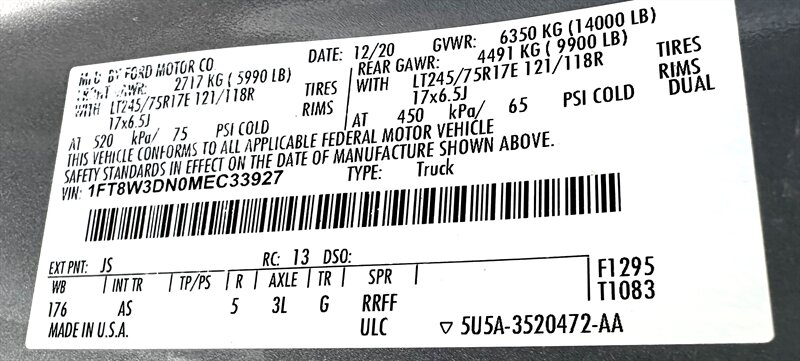 MFD. BY FORD MOTOR CO DATE: 12/20 GVWR: 6350 KG (14000 LB)
FRONT GAWR: 2717 KG (5990 LB) REAR GAWR: 4491 KG (9900 LB)
WITH LT245/75R17E 121/118R TIRES WITH LT245/75R17E 121/118R TIRES
17x6.5J RIMS 17x6.5J RIMS
AT 520 kPa/ 75 PSI COLD AT 450 kPa/ 65 PSI COLD DUAL
THIS VEHICLE CONFORMS TO ALL APPLICABLE FEDERAL MOTOR VEHICLE
SAFETY STANDARDS IN EFFECT ON THE DATE OF MANUFACTURE SHOWN ABOVE.
VIN: 1FT8W3DN0MEC33927 TYPE: Truck
EXT PNT: JS RC: 13 DSO:
WB INT TR TP/PS R AXLE TR SPR F1295
176 AS 5 3L G RRFF T1083
MADE IN U.S.A. ULC ▽ 5U5A-3520472-AA